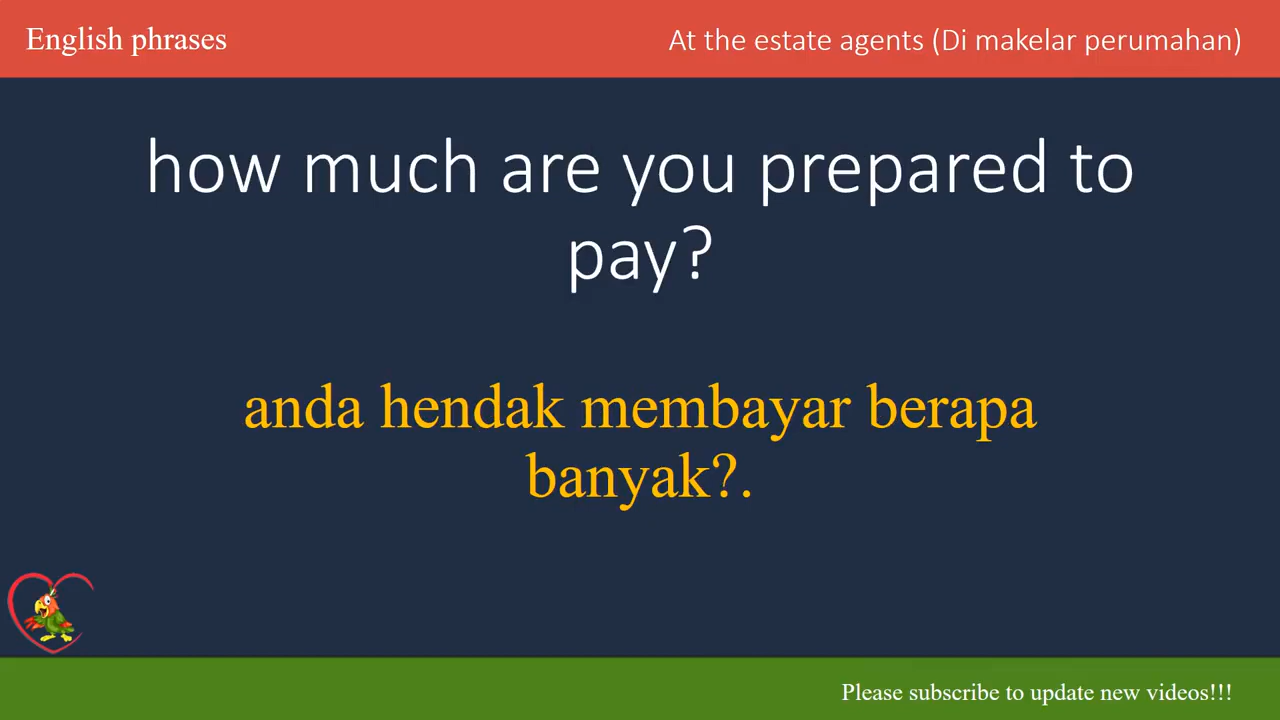 English phrases
At the estate agents (Di makelar perumahan)
how much are you prepared to
pay?
anda hendak membayar berapa
banyak?.
Please subscribe to update new videos!!!